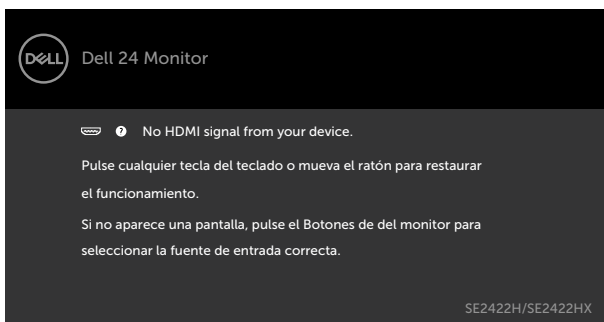 DELL
Dell 24 Monitor
No HDMI signal from your device.
Pulse cualquier tecla del teclado o mueva el ratón para restaurar
el funcionamiento.
Si no aparece una pantalla, pulse el Botones de del monitor para
seleccionar la fuente de entrada correcta.
SE2422H/SE2422HX